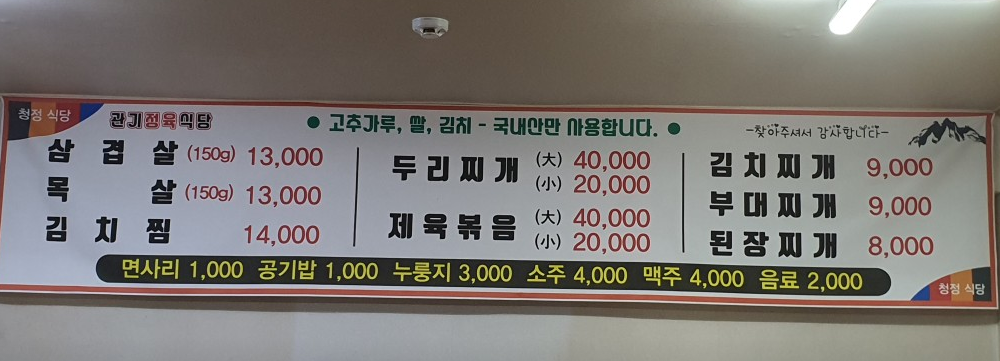 청정 식당
관기정육식당
● 고추가루, 쌀, 김치 - 국내산만 사용합니다. ●
-찾아주셔서 감사합니다-
삼겹살 (150g) 13,000
목살 (150g) 13,000
김치찜 14,000
두리찌개 (大) 40,000
(小) 20,000
제육볶음 (大) 40,000
(小) 20,000
김치찌개 9,000
부대찌개 9,000
된장찌개 8,000
면사리 1,000 공기밥 1,000 누룽지 3,000 소주 4,000 맥주 4,000 음료 2,000
청정 식당